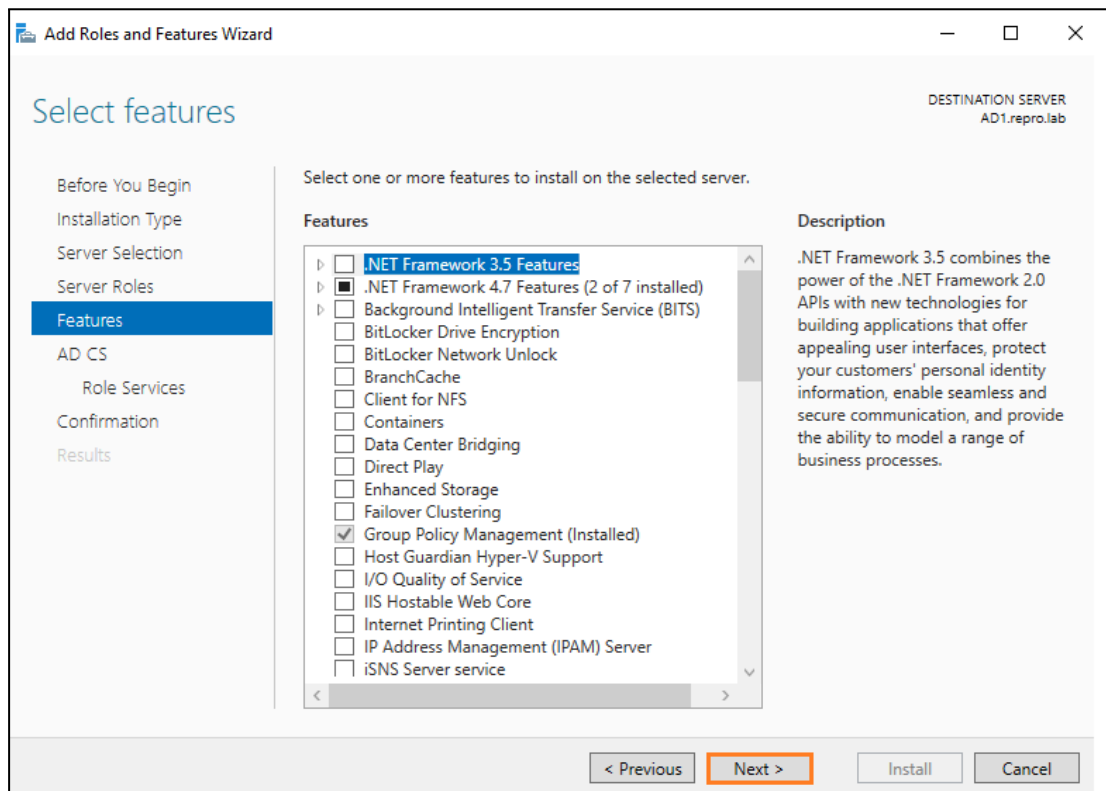 Add Roles and Features Wizard
Select features
DESTINATION SERVER
AD1.repro.lab
Before You Begin
Installation Type
Server Selection
Server Roles
Features
AD CS
Role Services
Confirmation
Results
Select one or more features to install on the selected server.
Features
.NET Framework 3.5 Features
.NET Framework 4.7 Features (2 of 7 installed)
Background Intelligent Transfer Service (BITS)
BitLocker Drive Encryption
BitLocker Network Unlock
BranchCache
Client for NFS
Containers
Data Center Bridging
Direct Play
Enhanced Storage
Failover Clustering
Group Policy Management (Installed)
Host Guardian Hyper-V Support
I/O Quality of Service
IIS Hostable Web Core
Internet Printing Client
IP Address Management (IPAM) Server
iSNS Server service
Description
.NET Framework 3.5 combines the
power of the .NET Framework 2.0
APIs with new technologies for
building applications that offer
appealing user interfaces, protect
your customers' personal identity
information, enable seamless and
secure communication, and provide
the ability to model a range of
business processes.
< Previous
Next >
Install
Cancel